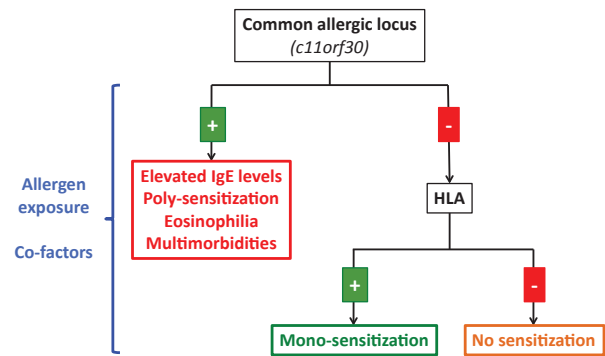 Common allergic locus
(c11orf30)
+
-
Elevated IgE levels
Poly-sensitization
Eosinophilia
Multimorbidities
Allergen
exposure
Co-factors
HLA
+
-
Mono-sensitization
No sensitization